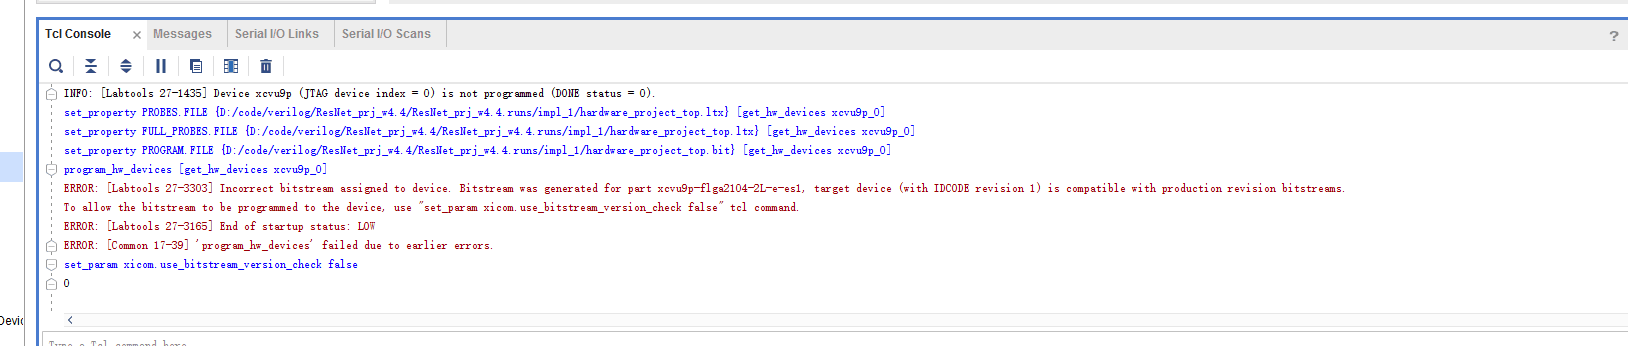 Tcl Console × Messages Serial I/O Links Serial I/O Scans ?
INFO: [Labtools 27-1435] Device xcvu9p (JTAG device index = 0) is not programmed (DONE status = 0).
set_property PROBES.FILE {D:/code/verilog/ResNet_prj_w4.4/ResNet_prj_w4.4.runs/impl_1/hardware_project_top.ltx} [get_hw_devices xcvu9p_0]
set_property FULL_PROBES.FILE {D:/code/verilog/ResNet_prj_w4.4/ResNet_prj_w4.4.runs/impl_1/hardware_project_top.ltx} [get_hw_devices xcvu9p_0]
set_property PROGRAM.FILE {D:/code/verilog/ResNet_prj_w4.4/ResNet_prj_w4.4.runs/impl_1/hardware_project_top.bit} [get_hw_devices xcvu9p_0]
program_hw_devices [get_hw_devices xcvu9p_0]
ERROR: [Labtools 27-3303] Incorrect bitstream assigned to device. Bitstream was generated for part xcvu9p-flga2104-2L-e-es1, target device (with IDCODE revision 1) is compatible with production revision bitstreams.
To allow the bitstream to be programmed to the device, use "set_param xicom.use_bitstream_version_check false" tcl command.
ERROR: [Labtools 27-3165] End of startup status: LOW
ERROR: [Common 17-39] 'program_hw_devices' failed due to earlier errors.
set_param xicom.use_bitstream_version_check false
0
Type a Tcl command here